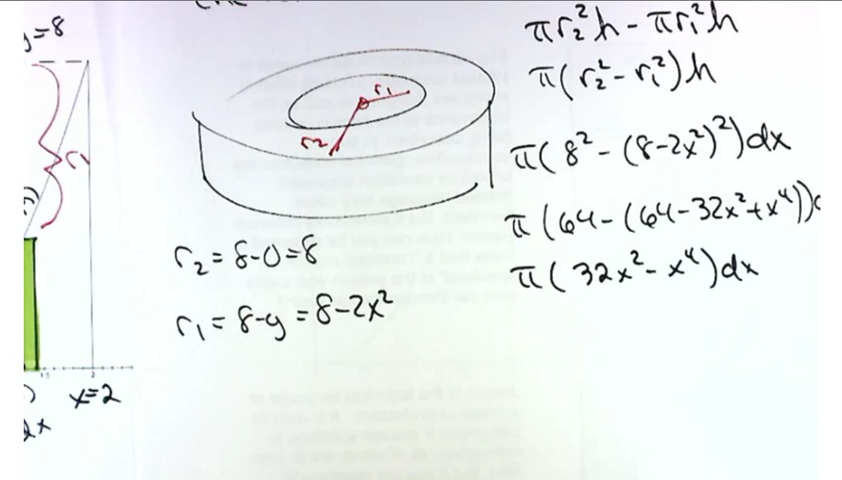 y=8
πr₂²h - πr₁²h
π(r₂² - r₁²)h
r₁
r₁
r₂
π(8² - (8-2x²)²)dx
π(64 - (64-32x²+x⁴))
r₂ = 8-0=8
π(32x² - x⁴)dx
r₁ = 8-y = 8-2x²
x=2